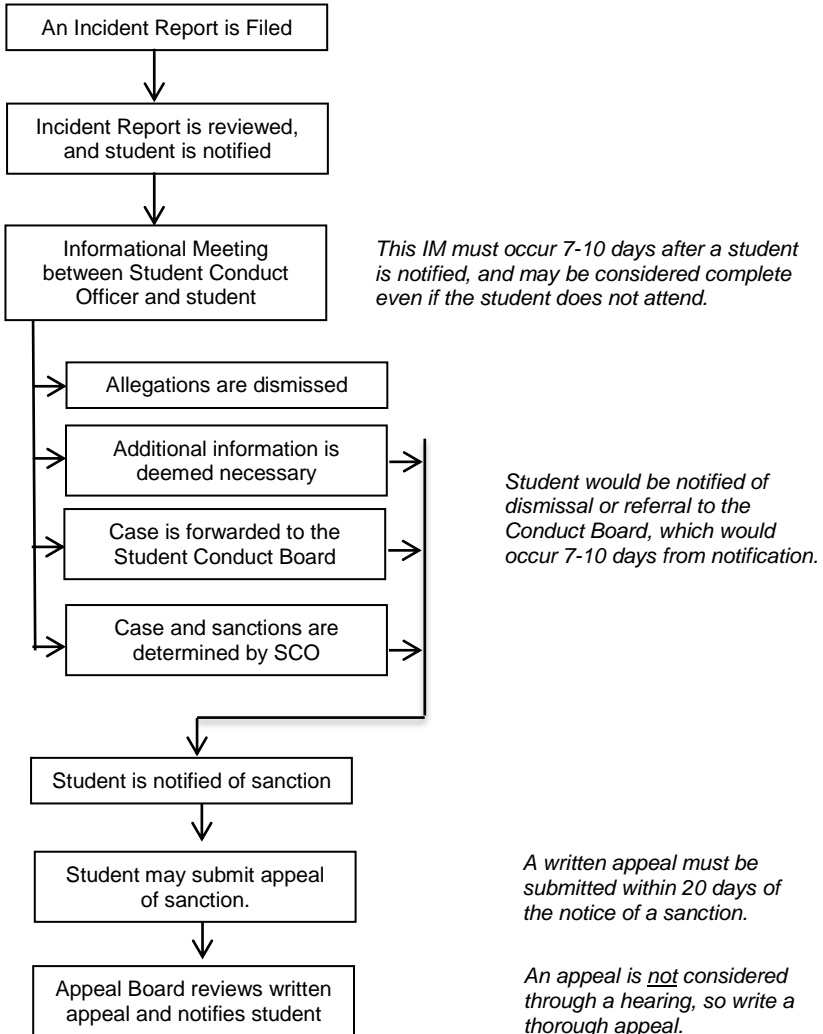 An Incident Report is Filed
Incident Report is reviewed,
and student is notified
Informational Meeting
between Student Conduct
Officer and student
This IM must occur 7-10 days after a student
is notified, and may be considered complete
even if the student does not attend.
Allegations are dismissed
Additional information is
deemed necessary
Case is forwarded to the
Student Conduct Board
Student would be notified of
dismissal or referral to the
Conduct Board, which would
occur 7-10 days from notification.
Case and sanctions are
determined by SCO
Student is notified of sanction
Student may submit appeal
of sanction.
A written appeal must be
submitted within 20 days of
the notice of a sanction.
Appeal Board reviews written
appeal and notifies student
An appeal is not considered
through a hearing, so write a
thorough appeal.